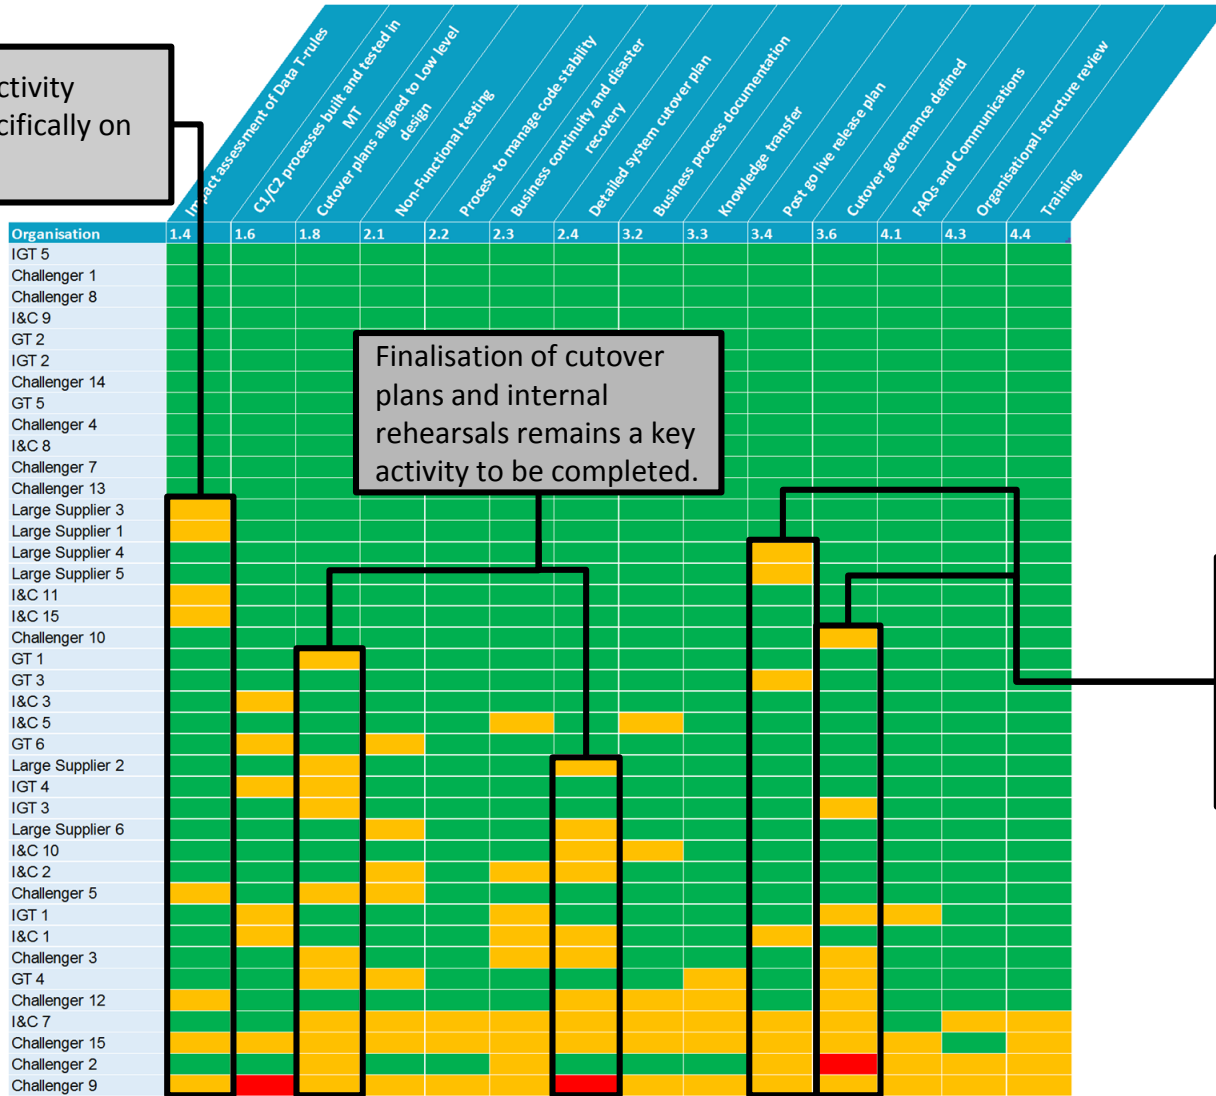 ctivity
cifically on
Impact assessment of Data T-rules
C1/C2 processes built and tested in
MT
Cutover plans aligned to Low level
design
Non-Functional testing
Process to manage code stability
Business continuity and disaster
recovery
Detailed system cutover plan
Business process documentation
Knowledge transfer
Post go live release plan
Cutover governance defined
FAQs and Communications
Organisational structure review
Training
Organisation 1.4 1.6 1.8 2.1 2.2 2.3 2.4 3.2 3.3 3.4 3.6 4.1 4.3 4.4
IGT 5
Challenger 1
Challenger 8
I&C 9
GT 2
IGT 2
Challenger 14
GT 5
Challenger 4
I&C 8
Challenger 7
Challenger 13
Large Supplier 3
Large Supplier 1
Large Supplier 4
Large Supplier 5
I&C 11
I&C 15
Challenger 10
GT 1
GT 3
I&C 3
I&C 5
GT 6
Large Supplier 2
IGT 4
IGT 3
Large Supplier 6
I&C 10
I&C 2
Challenger 5
IGT 1
I&C 1
Challenger 3
GT 4
Challenger 12
I&C 7
Challenger 15
Challenger 2
Challenger 9
Finalisation of cutover
plans and internal
rehearsals remains a key
activity to be completed.